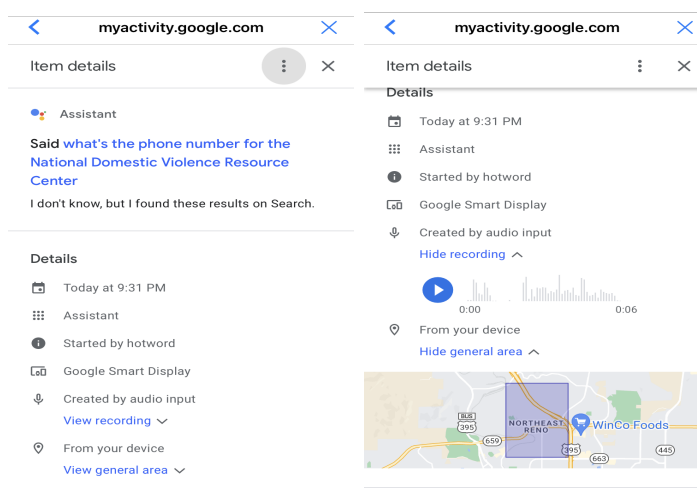 myactivity.google.com
Item details
Assistant
Said what's the phone number for the
National Domestic Violence Resource
Center
I don't know, but I found these results on Search.
Details
Today at 9:31 PM
Assistant
Started by hotword
Google Smart Display
Created by audio input
View recording
From your device
View general area
myactivity.google.com
Item details
Details
Today at 9:31 PM
Assistant
Started by hotword
Google Smart Display
Created by audio input
Hide recording
0:00 0:06
From your device
Hide general area
BUS
395
659
NORTHEAST
RENO
WinCo Foods
395
663
445